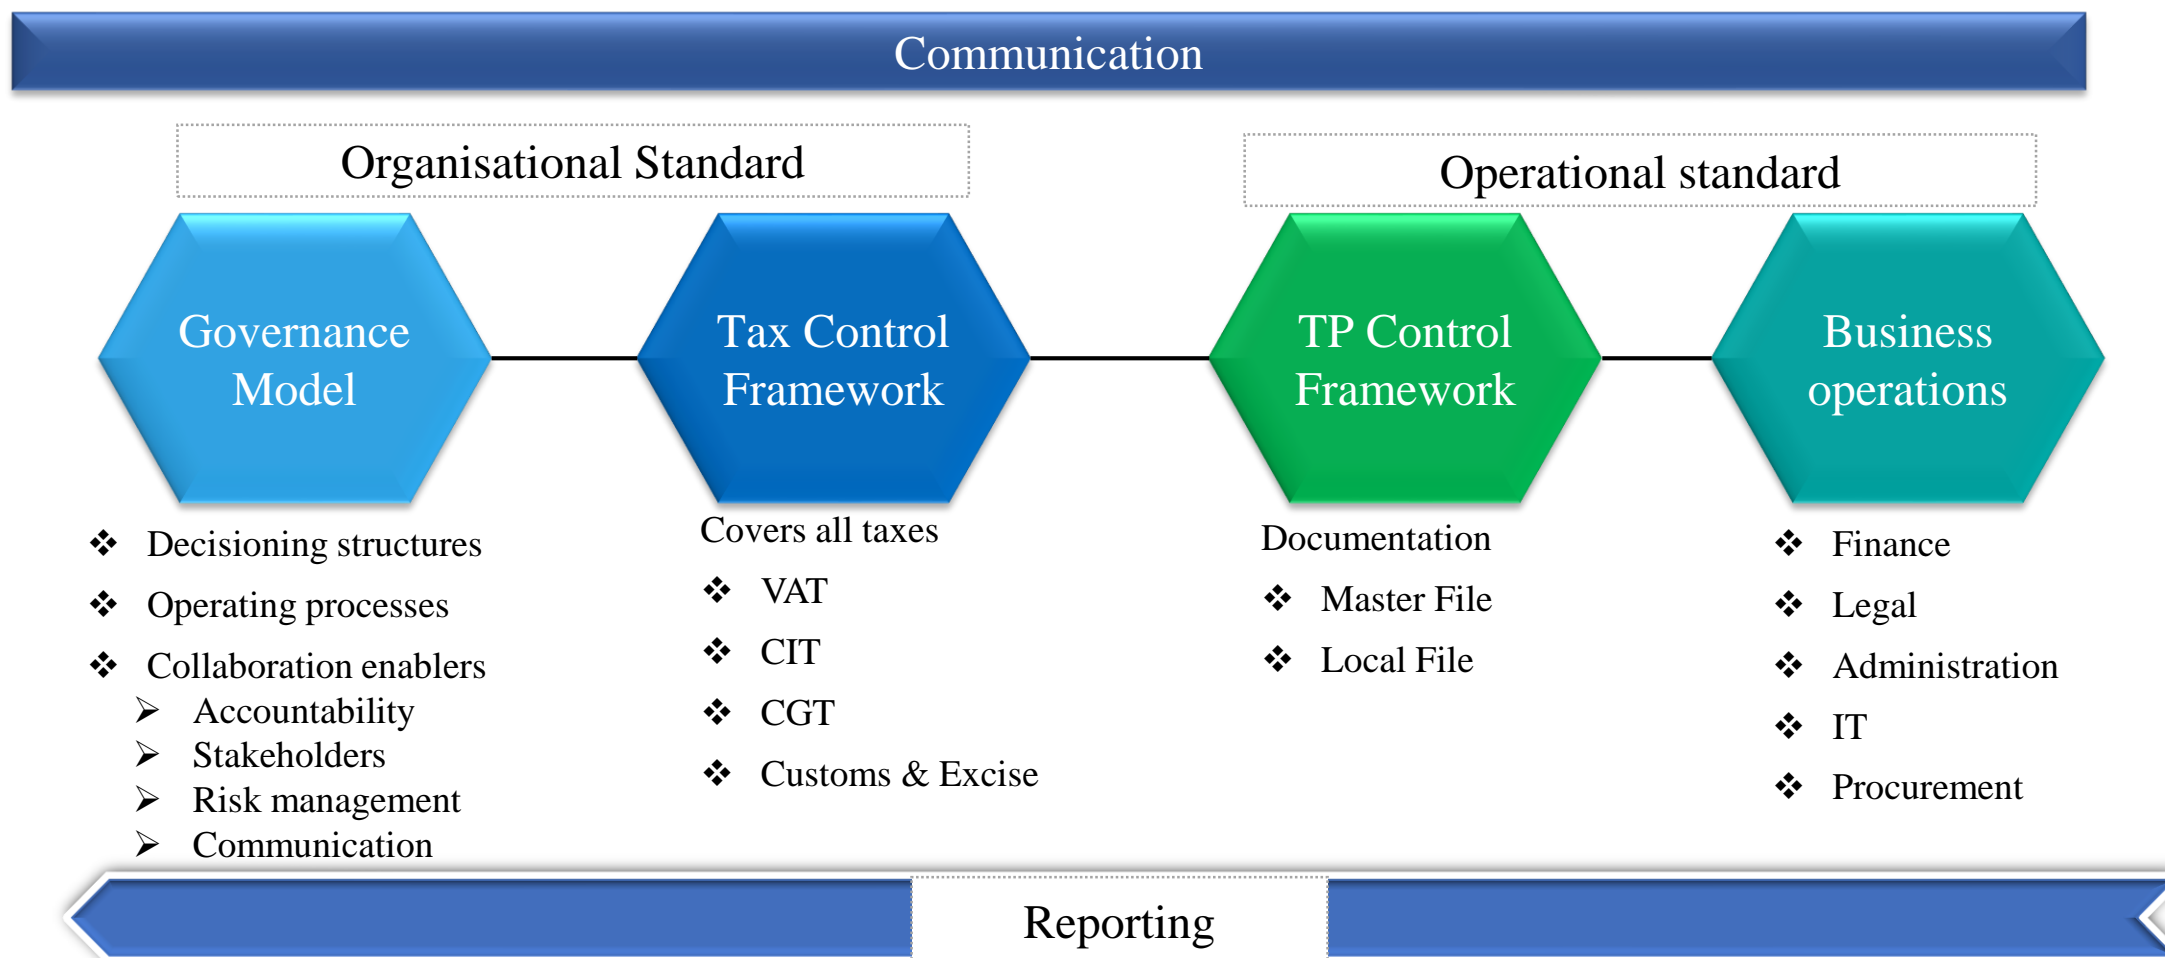 Communication
Organisational Standard
Operational standard
Governance
Model
Tax Control
Framework
TP Control
Framework
Business
operations
❖ Decisioning structures
❖ Operating processes
❖ Collaboration enablers
➢ Accountability
➢ Stakeholders
➢ Risk management
➢ Communication
Covers all taxes
❖ VAT
❖ CIT
❖ CGT
❖ Customs & Excise
Documentation
❖ Master File
❖ Local File
❖ Finance
❖ Legal
❖ Administration
❖ IT
❖ Procurement
Reporting